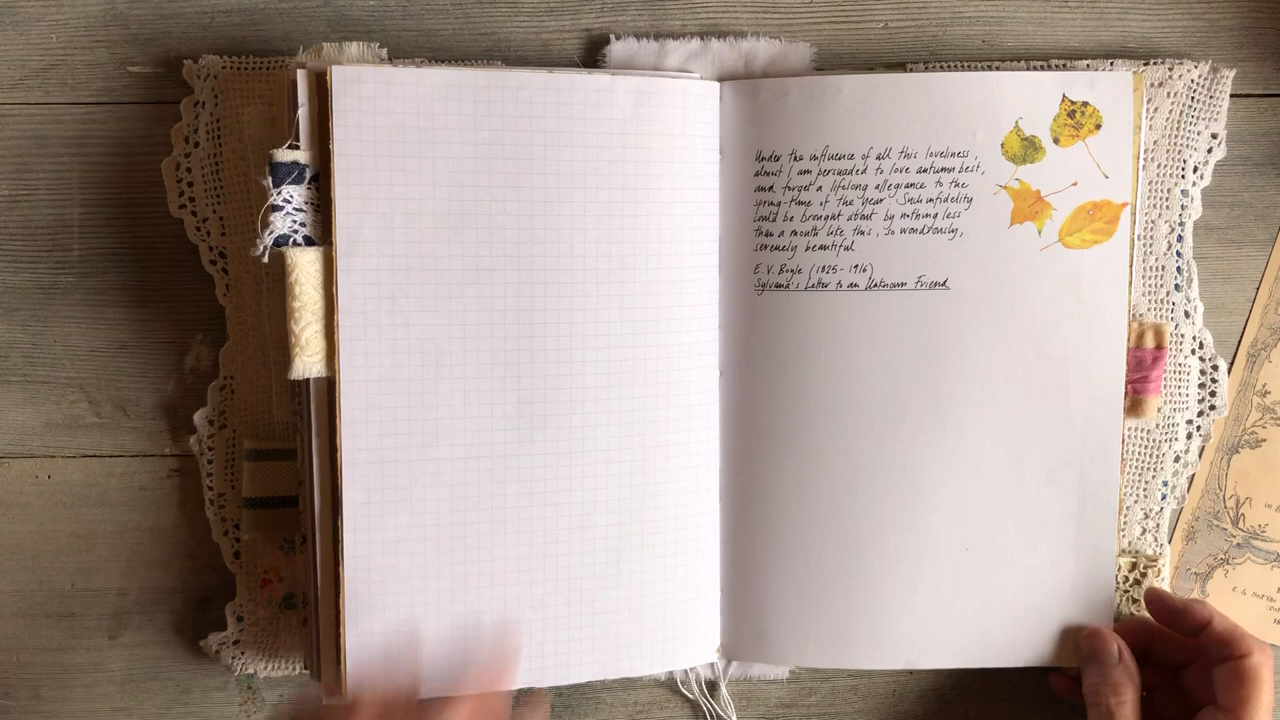 Under the influence of all this loveliness,
almost I am persuaded to love autumn best,
and forget a lifelong allegiance to the
spring-time of the year. Such infidelity
could be brought about by nothing less
than a month like this, so wondrously,
serenely beautiful
E. V. Boyle (1825-1916)
Sylvana's Letter to an Unknown Friend